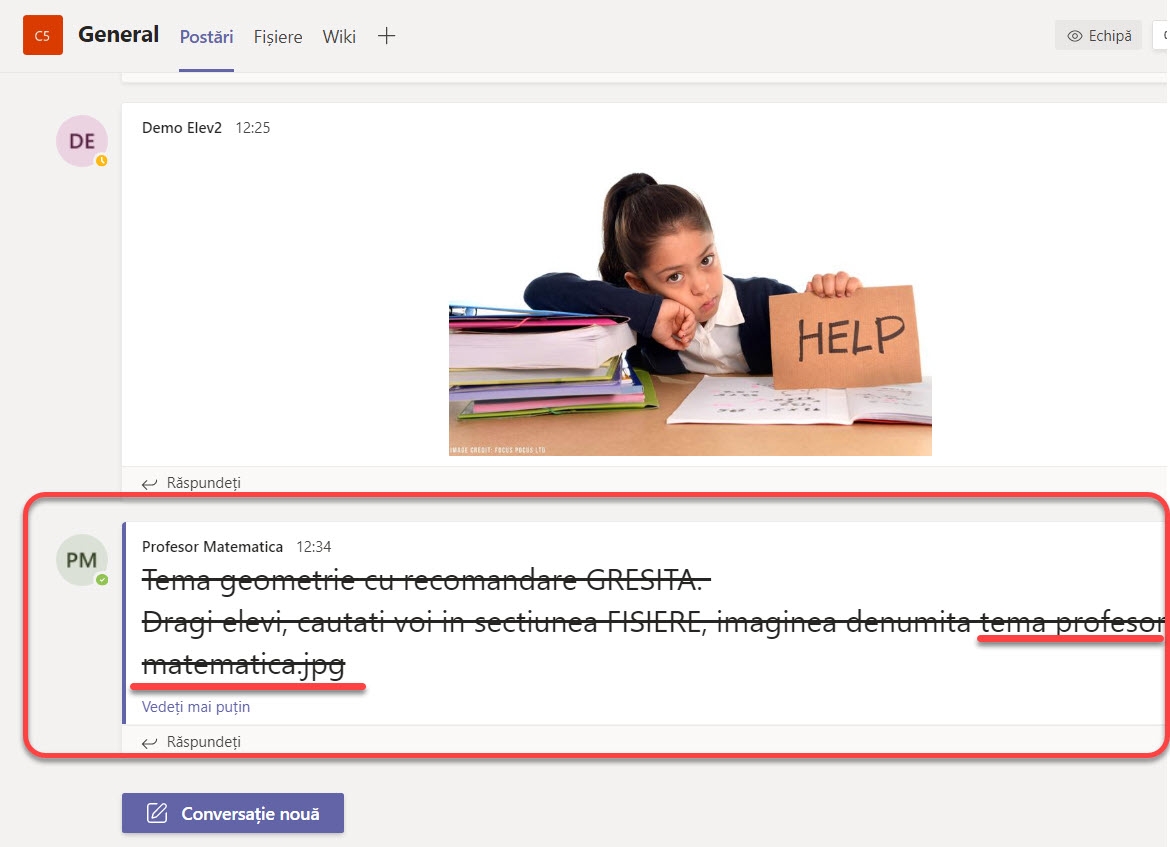 C5
General
Postări
Fișiere
Wiki
Echipă
DE
Demo Elev2 12:25
HELP
IMAGE CREDIT: FOCUS POCUS LTD
Răspundeți
PM
Profesor Matematica 12:34
Tema geometrie cu recomandare GRESITA.
Dragi elevi, cautati voi in sectiunea FISIERE, imaginea denumita tema profesor
matematica.jpg
Vedeți mai puțin
Răspundeți
Conversație nouă